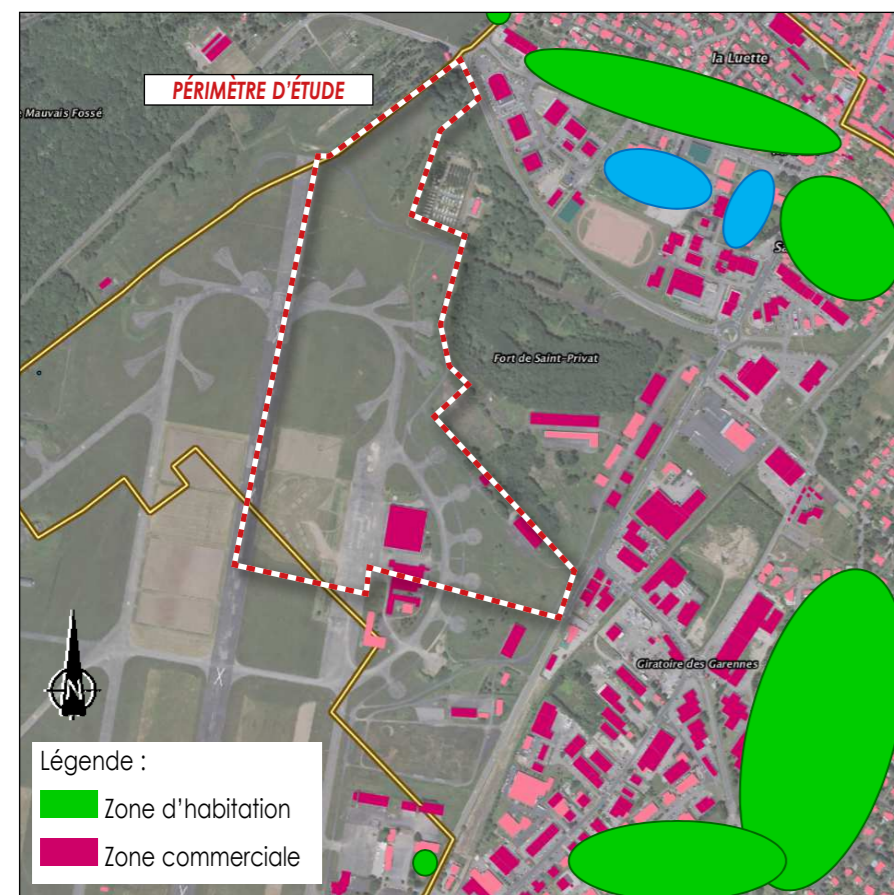 la Luette
PÉRIMÈTRE D'ÉTUDE
Mauvais Fossé
Fort de Saint-Privat
Giratoire des Garennes
N
Légende :
Zone d'habitation
Zone commerciale